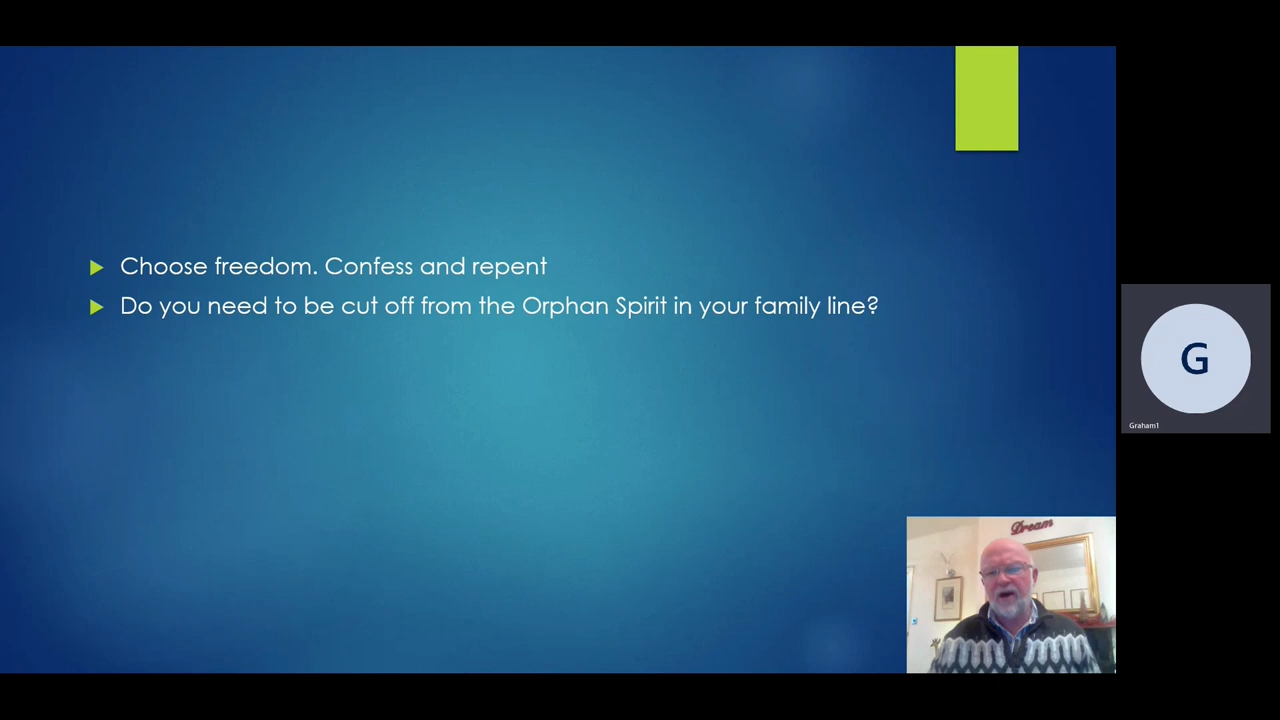 Choose freedom. Confess and repent
Do you need to be cut off from the Orphan Spirit in your family line?
G
Graham1
Dream